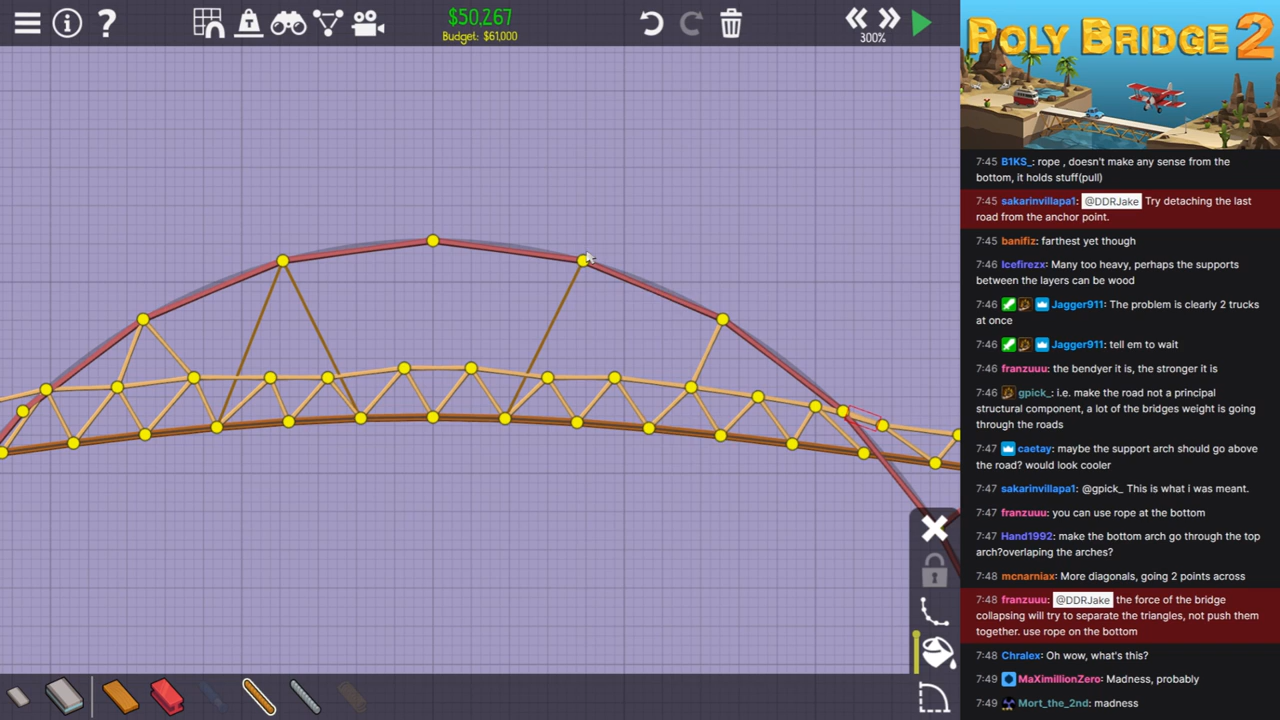 $50,267
Budget: $61,000
300%
POLY BRIDGE 2
7:45 B1KS_: rope , doesn't make any sense from the
bottom, it holds stuff(pull)
7:45 sakarinvillapa1: @DDRJake Try detaching the last
road from the anchor point.
7:45 banifiz: farthest yet though
7:46 Icefirezx: Many too heavy, perhaps the supports
between the layers can be wood
7:46 Jagger911: The problem is clearly 2 trucks
at once
7:46 Jagger911: tell em to wait
7:46 franzuuu: the bendyer it is, the stronger it is
7:46 gpick_: i.e. make the road not a principal
structural component, a lot of the bridges weight is going
through the roads
7:47 caetay: maybe the support arch should go above
the road? would look cooler
7:47 sakarinvillapa1: @gpick_ This is what i was meant.
7:47 franzuuu: you can use rope at the bottom
7:47 Hand1992: make the bottom arch go through the top
arch?overlaping the arches?
7:48 mcnarniax: More diagonals, going 2 points across
7:48 franzuuu: @DDRJake the force of the bridge
collapsing will try to separate the triangles, not push them
together. use rope on the bottom
7:48 Chralex: Oh wow, what's this?
7:49 MaXimillionZero: Madness, probably
7:49 Mort_the_2nd: madness